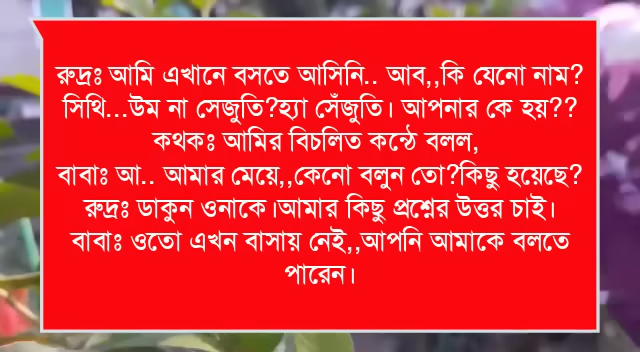 রুদ্রঃ আমি এখানে বসতে আসিনি.. আব,,কি যেনো নাম?
সিথি...উম না সেজুতি?হ্যা সেঁজুতি। আপনার কে হয়??
কথকঃ আমির বিচলিত কন্ঠে বলল,
বাবাঃ আ.. আমার মেয়ে,,কেনো বলুন তো?কিছু হয়েছে?
রুদ্রঃ ডাকুন ওনাকে।আমার কিছু প্রশ্নের উত্তর চাই।
বাবাঃ ওতো এখন বাসায় নেই,,আপনি আমাকে বলতে
পারেন।